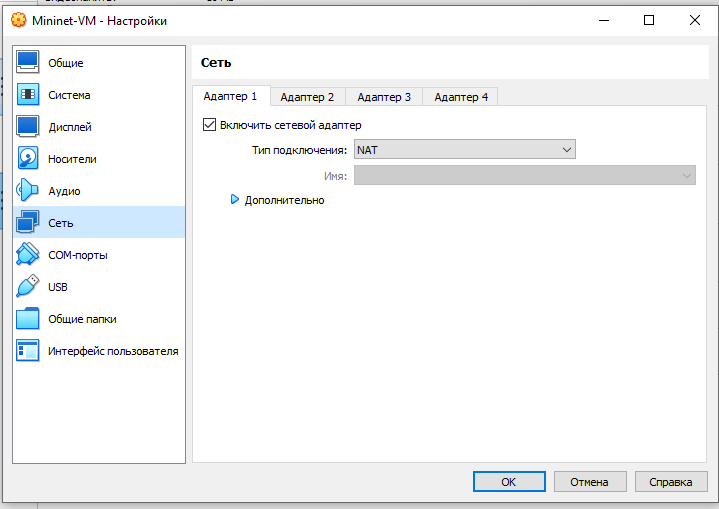 Mininet-VM - Настройки
Общие
Система
Дисплей
Носители
Аудио
Сеть
COM-порты
USB
Общие папки
Интерфейс пользователя
Сеть
Адаптер 1
Адаптер 2
Адаптер 3
Адаптер 4
Включить сетевой адаптер
Тип подключения: NAT
Имя:
Дополнительно
OK
Отмена
Справка